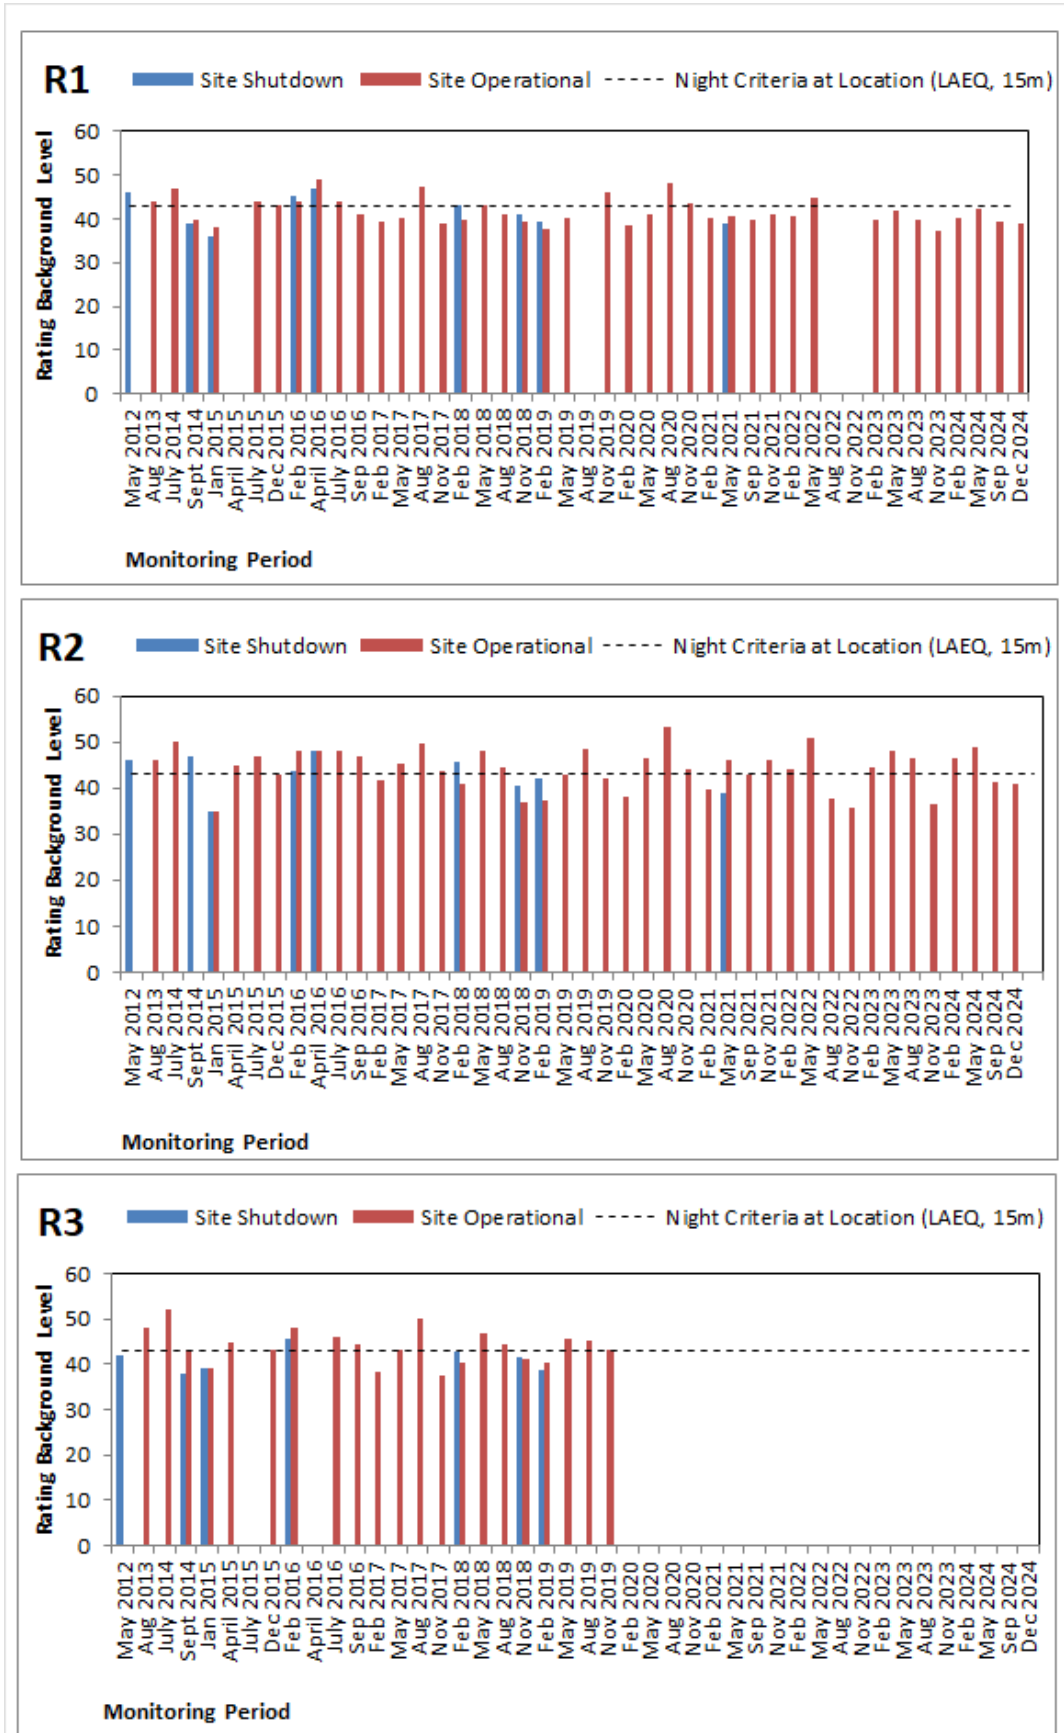 R1
Site Shutdown Site Operational Night Criteria at Location (LAEQ, 15m)
Rating Background Level
60
50
40
30
20
10
0
May 2012
Aug 2013
July 2014
Sept 2014
Jan 2015
April 2015
July 2015
Dec 2015
Feb 2016
April 2016
July 2016
Sep 2016
Feb 2017
May 2017
Aug 2017
Nov 2017
Feb 2018
May 2018
Aug 2018
Nov 2018
Feb 2019
May 2019
Aug 2019
Nov 2019
Feb 2020
May 2020
Aug 2020
Nov 2020
Feb 2021
May 2021
Sep 2021
Nov 2021
Feb 2022
May 2022
Aug 2022
Nov 2022
Feb 2023
May 2023
Aug 2023
Nov 2023
Feb 2024
May 2024
Sep 2024
Dec 2024
Monitoring Period
R2
Site Shutdown Site Operational Night Criteria at Location (LAEQ, 15m)
Rating Background Level
60
50
40
30
20
10
0
May 2012
Aug 2013
July 2014
Sept 2014
Jan 2015
April 2015
July 2015
Dec 2015
Feb 2016
April 2016
July 2016
Sep 2016
Feb 2017
May 2017
Aug 2017
Nov 2017
Feb 2018
May 2018
Aug 2018
Nov 2018
Feb 2019
May 2019
Aug 2019
Nov 2019
Feb 2020
May 2020
Aug 2020
Nov 2020
Feb 2021
May 2021
Sep 2021
Nov 2021
Feb 2022
May 2022
Aug 2022
Nov 2022
Feb 2023
May 2023
Aug 2023
Nov 2023
Feb 2024
May 2024
Sep 2024
Dec 2024
Monitoring Period
R3
Site Shutdown Site Operational Night Criteria at Location (LAEQ, 15m)
Rating Background Level
60
50
40
30
20
10
0
May 2012
Aug 2013
July 2014
Sept 2014
Jan 2015
April 2015
July 2015
Dec 2015
Feb 2016
April 2016
July 2016
Sep 2016
Feb 2017
May 2017
Aug 2017
Nov 2017
Feb 2018
May 2018
Aug 2018
Nov 2018
Feb 2019
May 2019
Aug 2019
Nov 2019
Feb 2020
May 2020
Aug 2020
Nov 2020
Feb 2021
May 2021
Sep 2021
Nov 2021
Feb 2022
May 2022
Aug 2022
Nov 2022
Feb 2023
May 2023
Aug 2023
Nov 2023
Feb 2024
May 2024
Sep 2024
Dec 2024
Monitoring Period